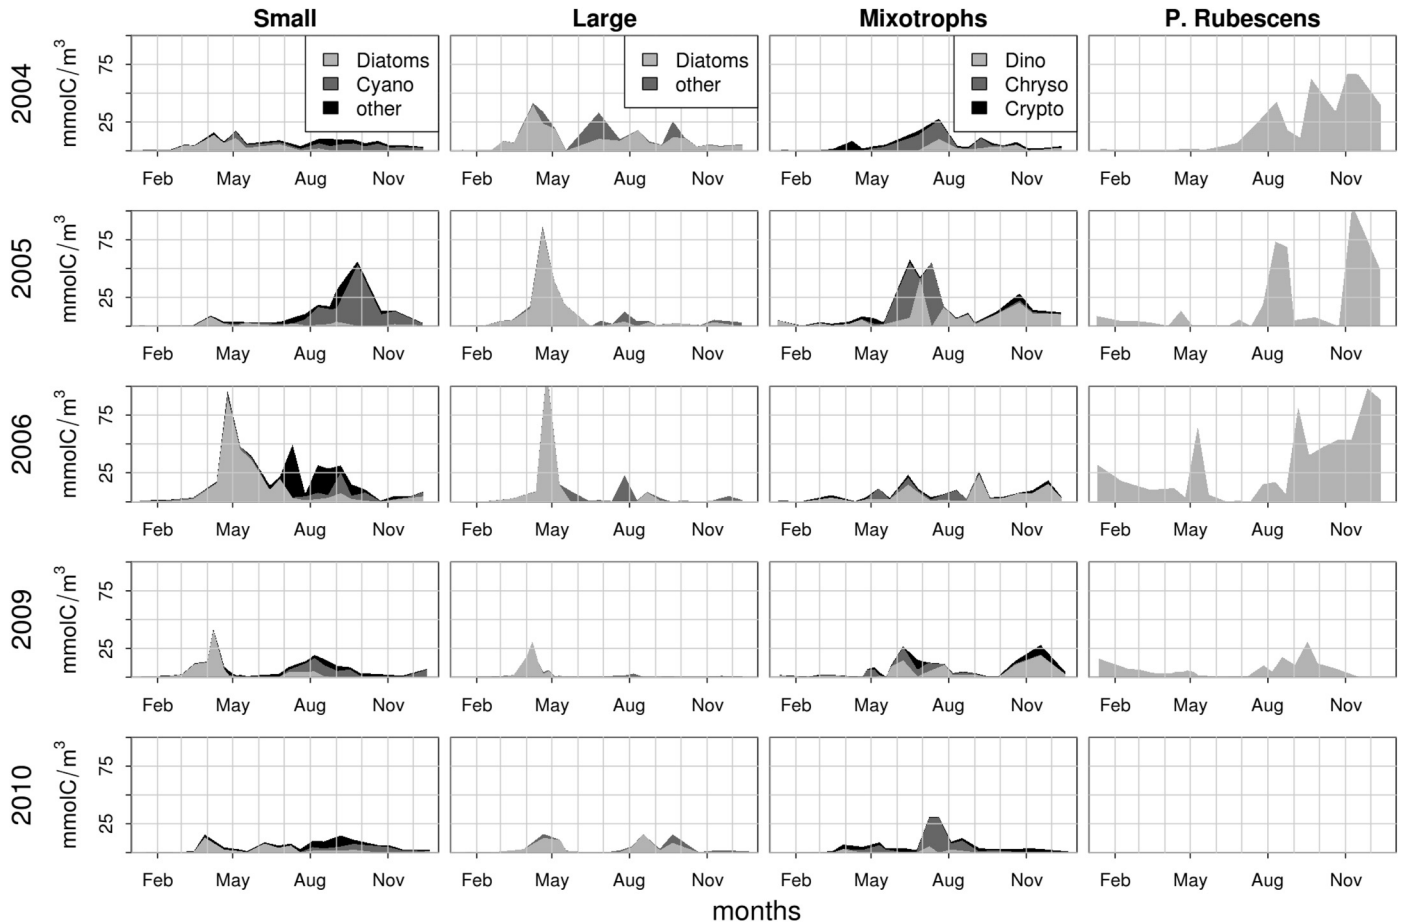 Small Large Mixotrophs P. Rubescens
2004
mmolC/m³
75
25
Diatoms
Cyano
other
Diatoms
other
Dino
Chryso
Crypto
Feb May Aug Nov Feb May Aug Nov Feb May Aug Nov Feb May Aug Nov
2005
mmolC/m³
75
25
Feb May Aug Nov Feb May Aug Nov Feb May Aug Nov Feb May Aug Nov
2006
mmolC/m³
75
25
Feb May Aug Nov Feb May Aug Nov Feb May Aug Nov Feb May Aug Nov
2009
mmolC/m³
75
25
Feb May Aug Nov Feb May Aug Nov Feb May Aug Nov Feb May Aug Nov
2010
mmolC/m³
75
25
Feb May Aug Nov Feb May Aug Nov Feb May Aug Nov Feb May Aug Nov
months